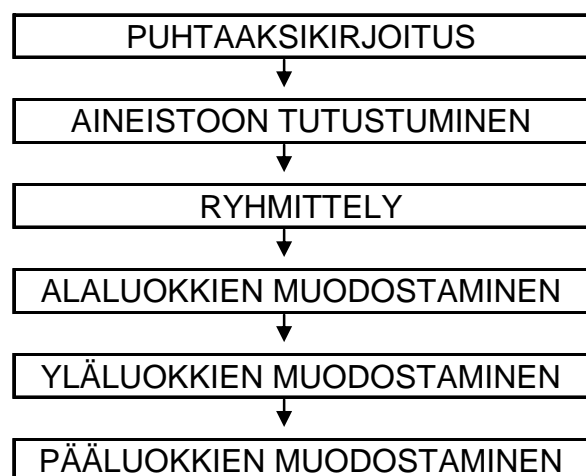 PUHTAAKSIKIRJOITUS
AINEISTOON TUTUSTUMINEN
RYHMITTELY
ALALUOKKIEN MUODOSTAMINEN
YLÄLUOKKIEN MUODOSTAMINEN
PÄÄLUOKKIEN MUODOSTAMINEN